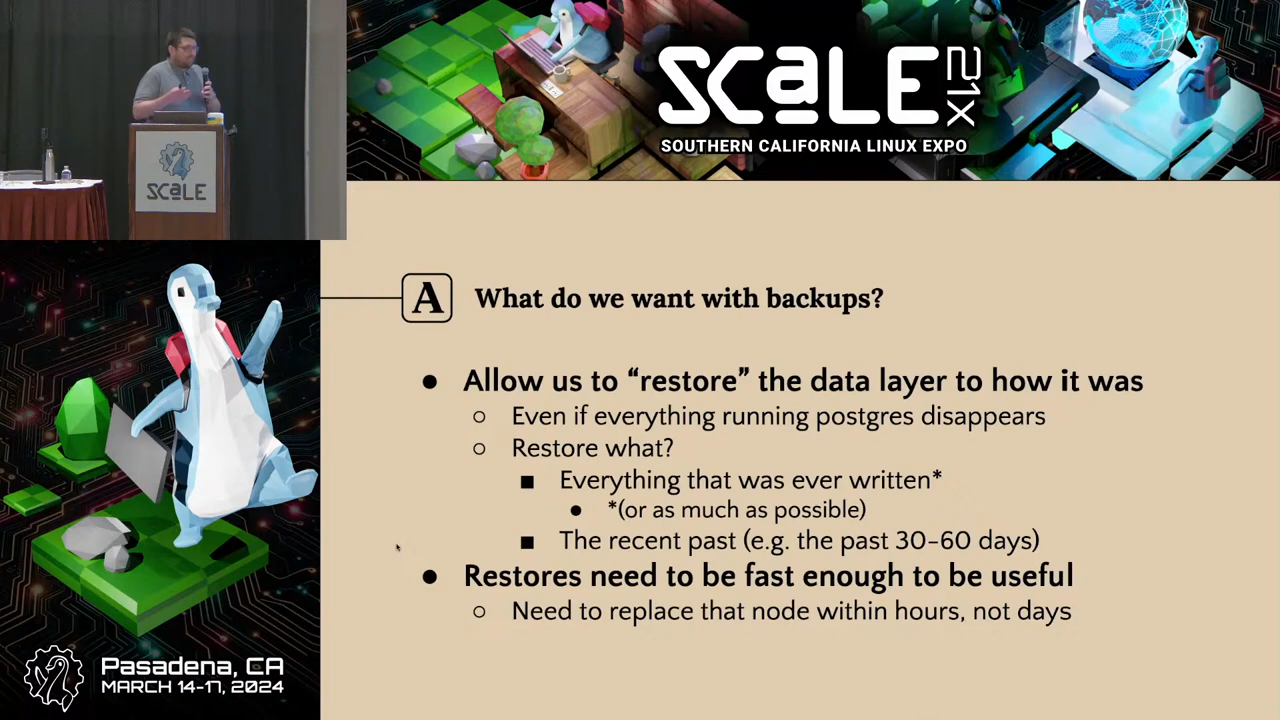 SCaLE 21x
SOUTHERN CALIFORNIA LINUX EXPO
SCaLE
A What do we want with backups?
● Allow us to “restore” the data layer to how it was
○ Even if everything running postgres disappears
○ Restore what?
■ Everything that was ever written*
● *(or as much as possible)
■ The recent past (e.g. the past 30-60 days)
● Restores need to be fast enough to be useful
○ Need to replace that node within hours, not days
Pasadena, CA
MARCH 14-17, 2024